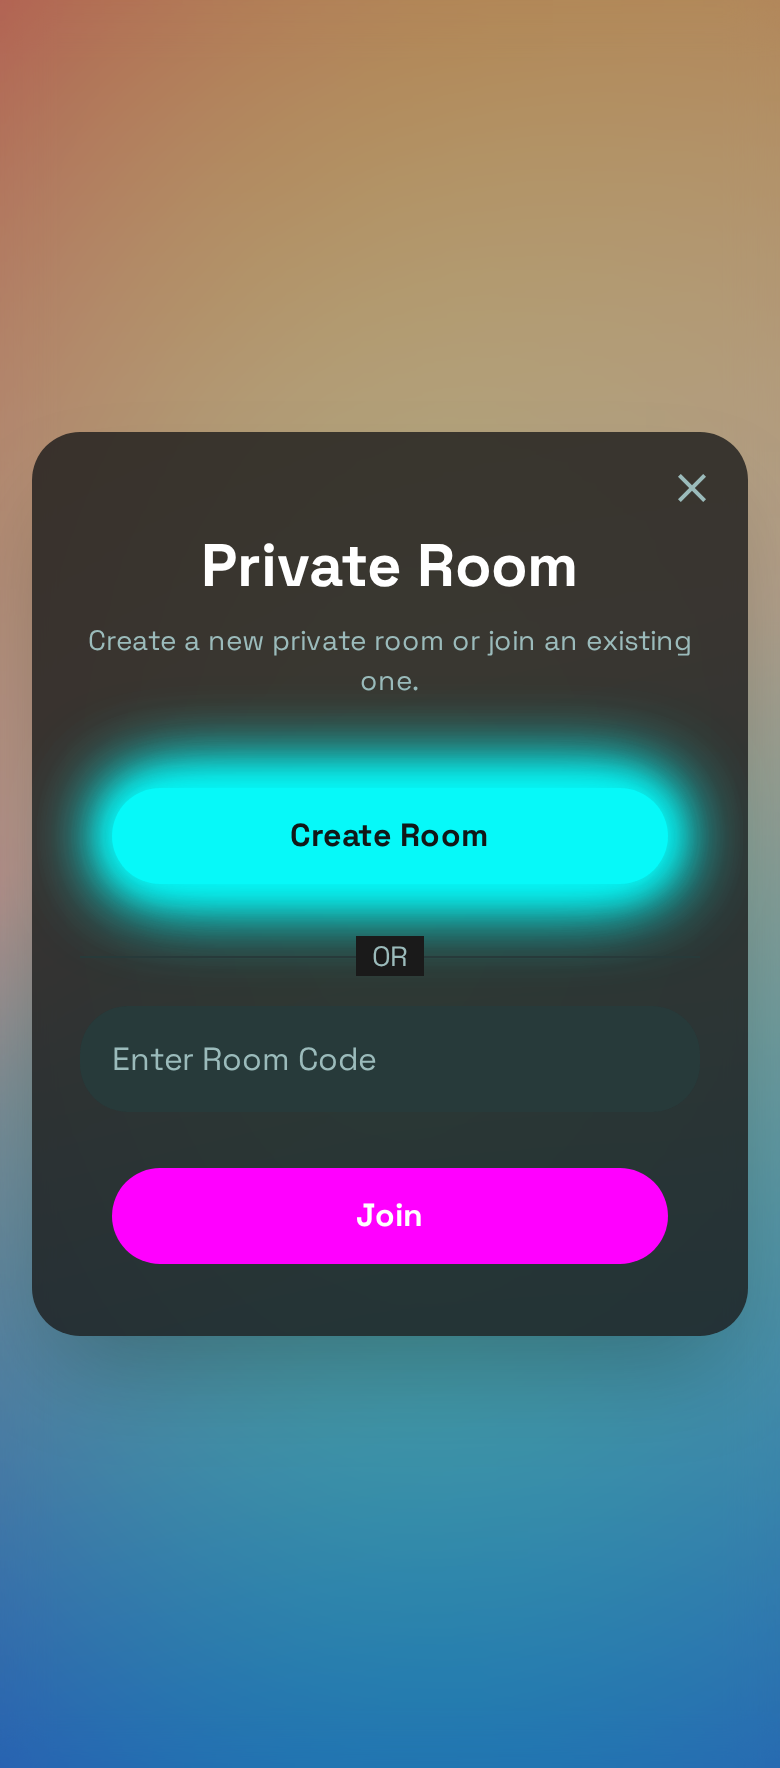 Private Room
Create a new private room or join an existing
one.
Create Room
OR
Enter Room Code
Join